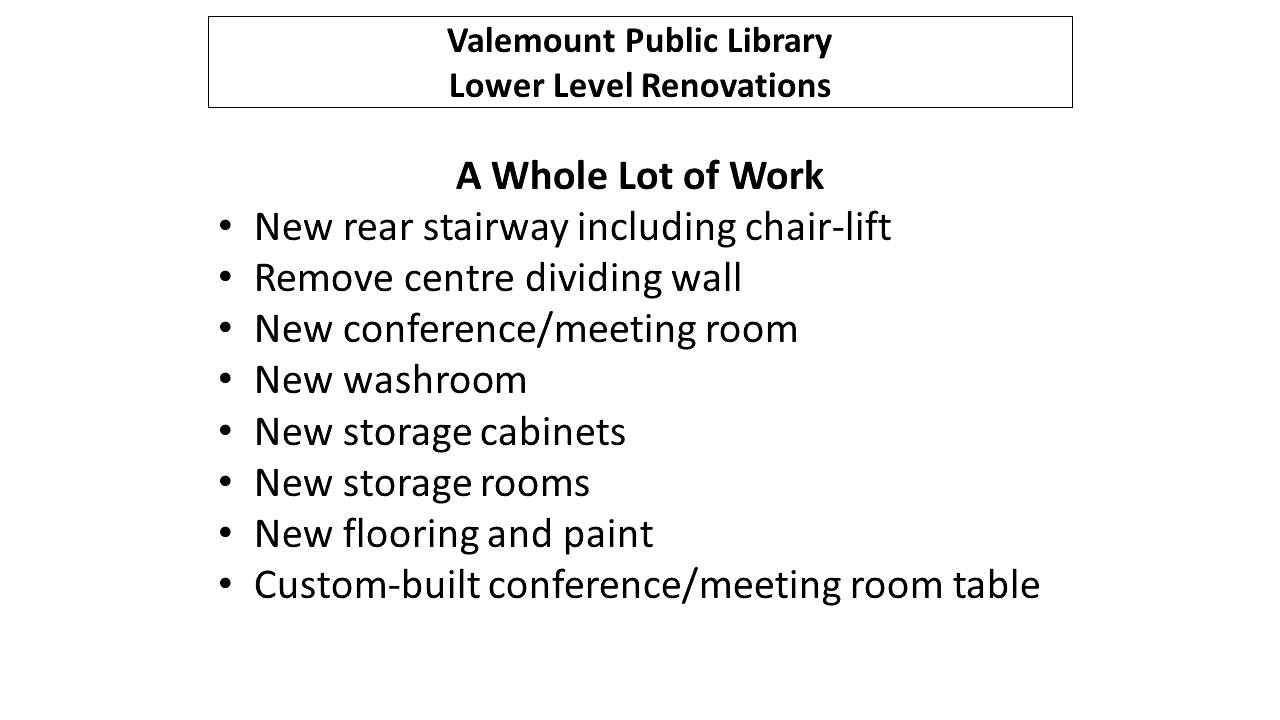 Valemount Public Library
Lower Level Renovations
A Whole Lot of Work
• New rear stairway including chair-lift
• Remove centre dividing wall
• New conference/meeting room
• New washroom
• New storage cabinets
• New storage rooms
• New flooring and paint
• Custom-built conference/meeting room table